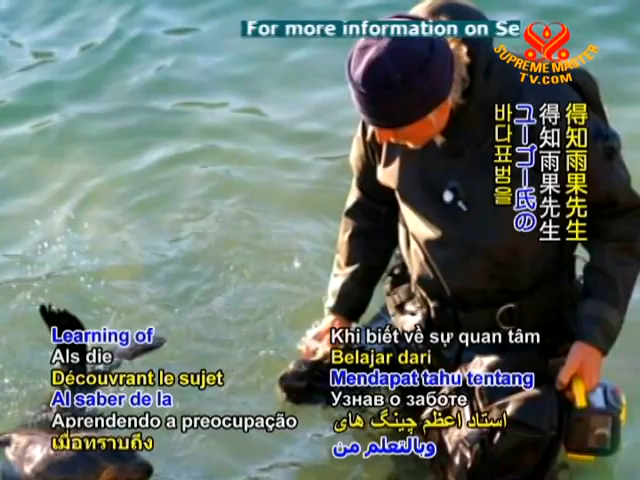 For more information on Se
SUPREME MASTER
TV.COM
得知雨果先生
得知雨果先生
ユーゴー氏の
바다표범을
Learning of
Als die
Découvrant le sujet
Al saber de la
Aprendendo a preocupação
เมื่อทราบถึง
Khi biết về sự quan tâm
Belajar dari
Mendapat tahu tentang
Узнав о заботе
استاد اعظم چینگ های
وبالتعلم من